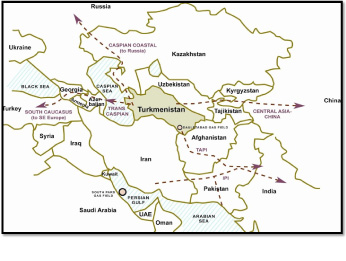 Russia
CASPIAN COASTAL
(to Russia)
Ukraine
Kazakhstan
BLACK SEA
Georgia
CASPIAN
SEA
Uzbekistan
Kyrgyzstan
China
Turkey
SOUTH CAUCASUS
(to SE Europe)
Azer-
baijan
TRANS
CASPIAN
Turkmenistan
Tajikistan
CENTRAL ASIA-
CHINA
Syria
Iraq
Iran
Afghanistan
TAPI
Kuwait
SOUTH PARS
GAS FIELD
Pakistan
IPI
India
Saudi Arabia
PERSIAN
GULF
UAE
Oman
ARABIAN
SEA